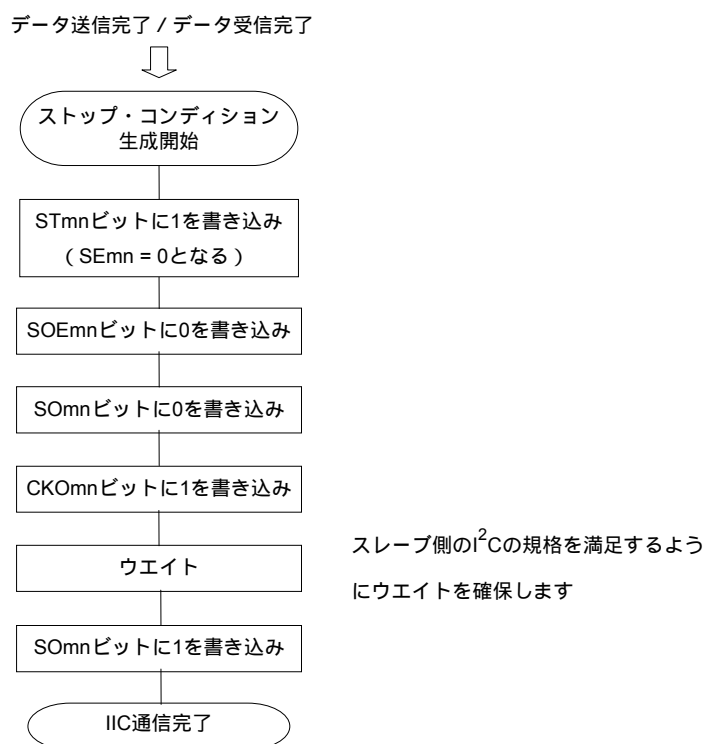 データ送信完了 / データ受信完了
ストップ・コンディション
生成開始
STmnビットに1を書き込み
( SEmn = 0となる )
SOEmnビットに0を書き込み
SOmnビットに0を書き込み
CKOmnビットに1を書き込み
ウエイト
スレーブ側のI²Cの規格を満足するよう
にウエイトを確保します
SOmnビットに1を書き込み
IIC通信完了